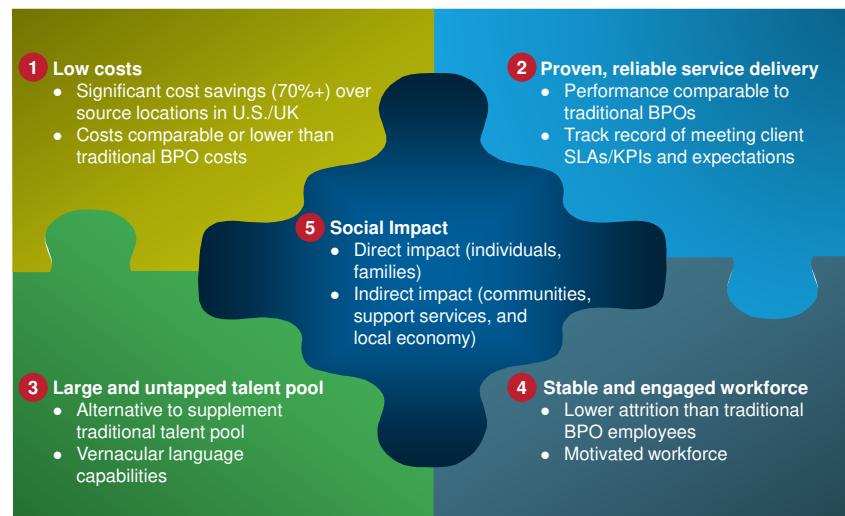 1 Low costs
● Significant cost savings (70%+) over
source locations in U.S./UK
● Costs comparable or lower than
traditional BPO costs
2 Proven, reliable service delivery
● Performance comparable to
traditional BPOs
● Track record of meeting client
SLAs/KPIs and expectations
5 Social Impact
● Direct impact (individuals,
families)
● Indirect impact (communities,
support services, and
local economy)
3 Large and untapped talent pool
● Alternative to supplement
traditional talent pool
● Vernacular language
capabilities
4 Stable and engaged workforce
● Lower attrition than traditional
BPO employees
● Motivated workforce